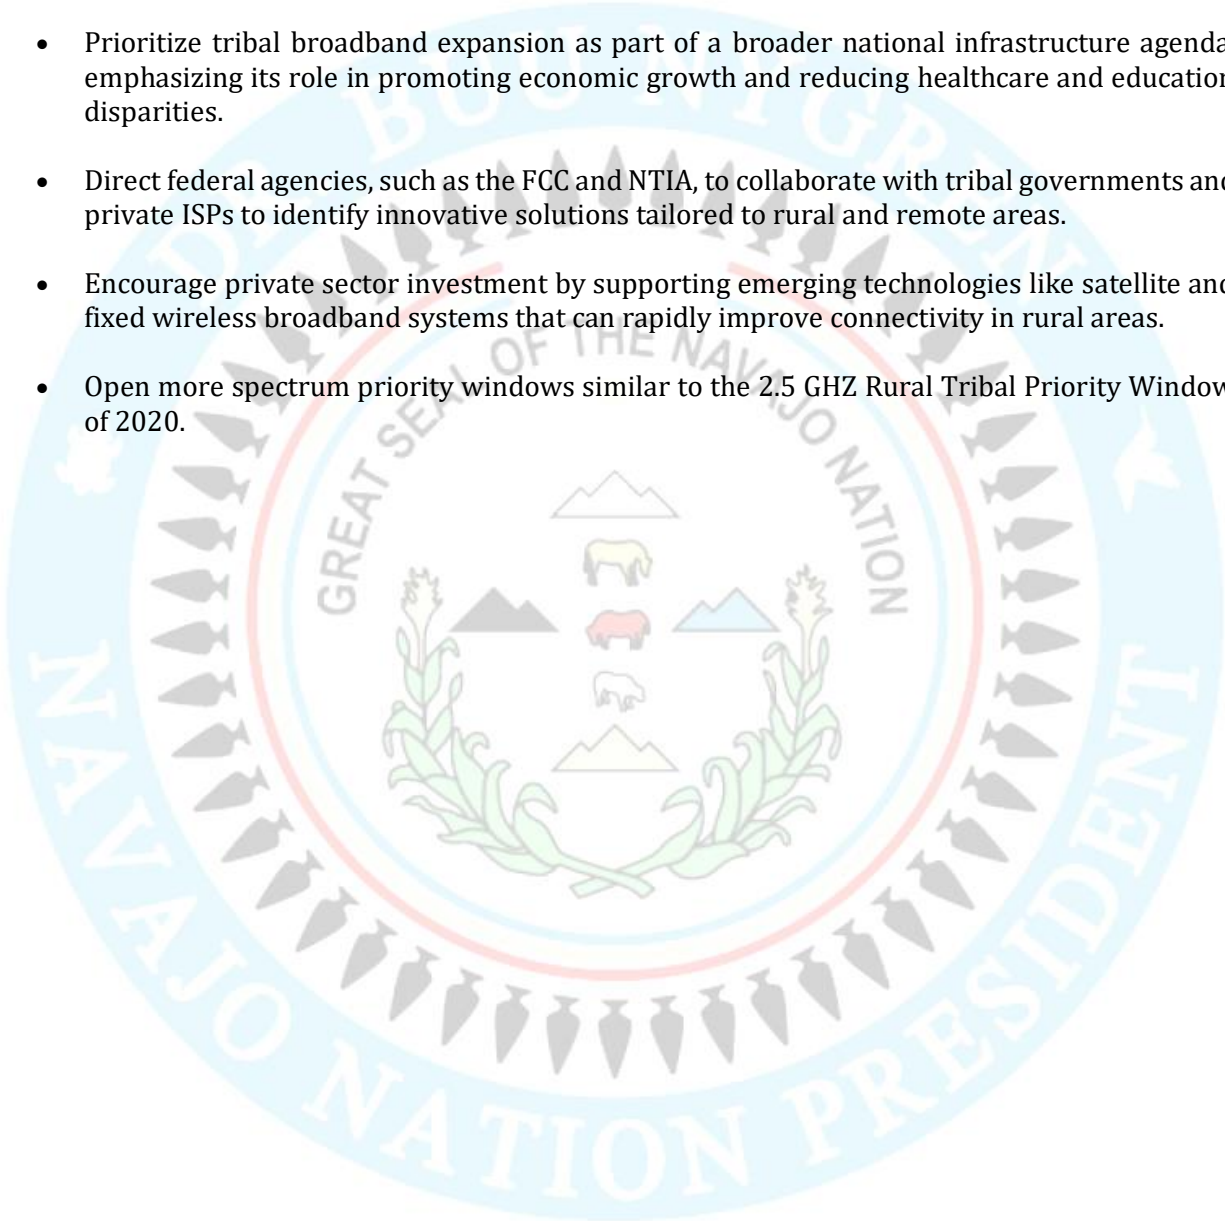 • Prioritize tribal broadband expansion as part of a broader national infrastructure agenda
emphasizing its role in promoting economic growth and reducing healthcare and education
disparities.
• Direct federal agencies, such as the FCC and NTIA, to collaborate with tribal governments and
private ISPs to identify innovative solutions tailored to rural and remote areas.
• Encourage private sector investment by supporting emerging technologies like satellite and
fixed wireless broadband systems that can rapidly improve connectivity in rural areas.
• Open more spectrum priority windows similar to the 2.5 GHZ Rural Tribal Priority Window
of 2020.
DR BUU NYGREN
GREAT SEAL OF THE NAVAJO NATION
NAVAJO NATION PRESIDENT